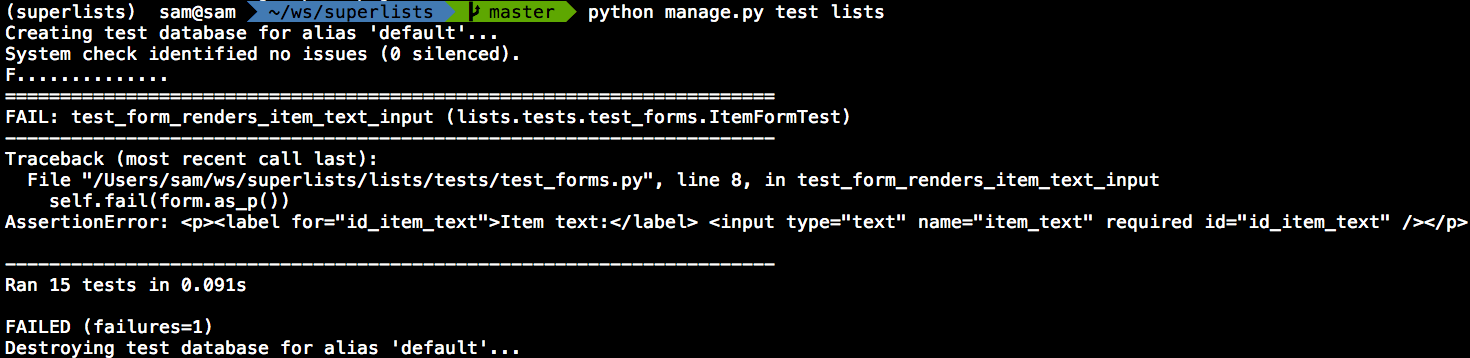 (superlists) sam@sam ~/ws/superlists master python manage.py test lists
Creating test database for alias 'default'...
System check identified no issues (0 silenced).
F..............
======================================================================
FAIL: test_form_renders_item_text_input (lists.tests.test_forms.ItemFormTest)
----------------------------------------------------------------------
Traceback (most recent call last):
  File "/Users/sam/ws/superlists/lists/tests/test_forms.py", line 8, in test_form_renders_item_text_input
    self.fail(form.as_p())
AssertionError: <p><label for="id_item_text">Item text:</label> <input type="text" name="item_text" required id="id_item_text" /></p>
----------------------------------------------------------------------
Ran 15 tests in 0.091s
FAILED (failures=1)
Destroying test database for alias 'default'...